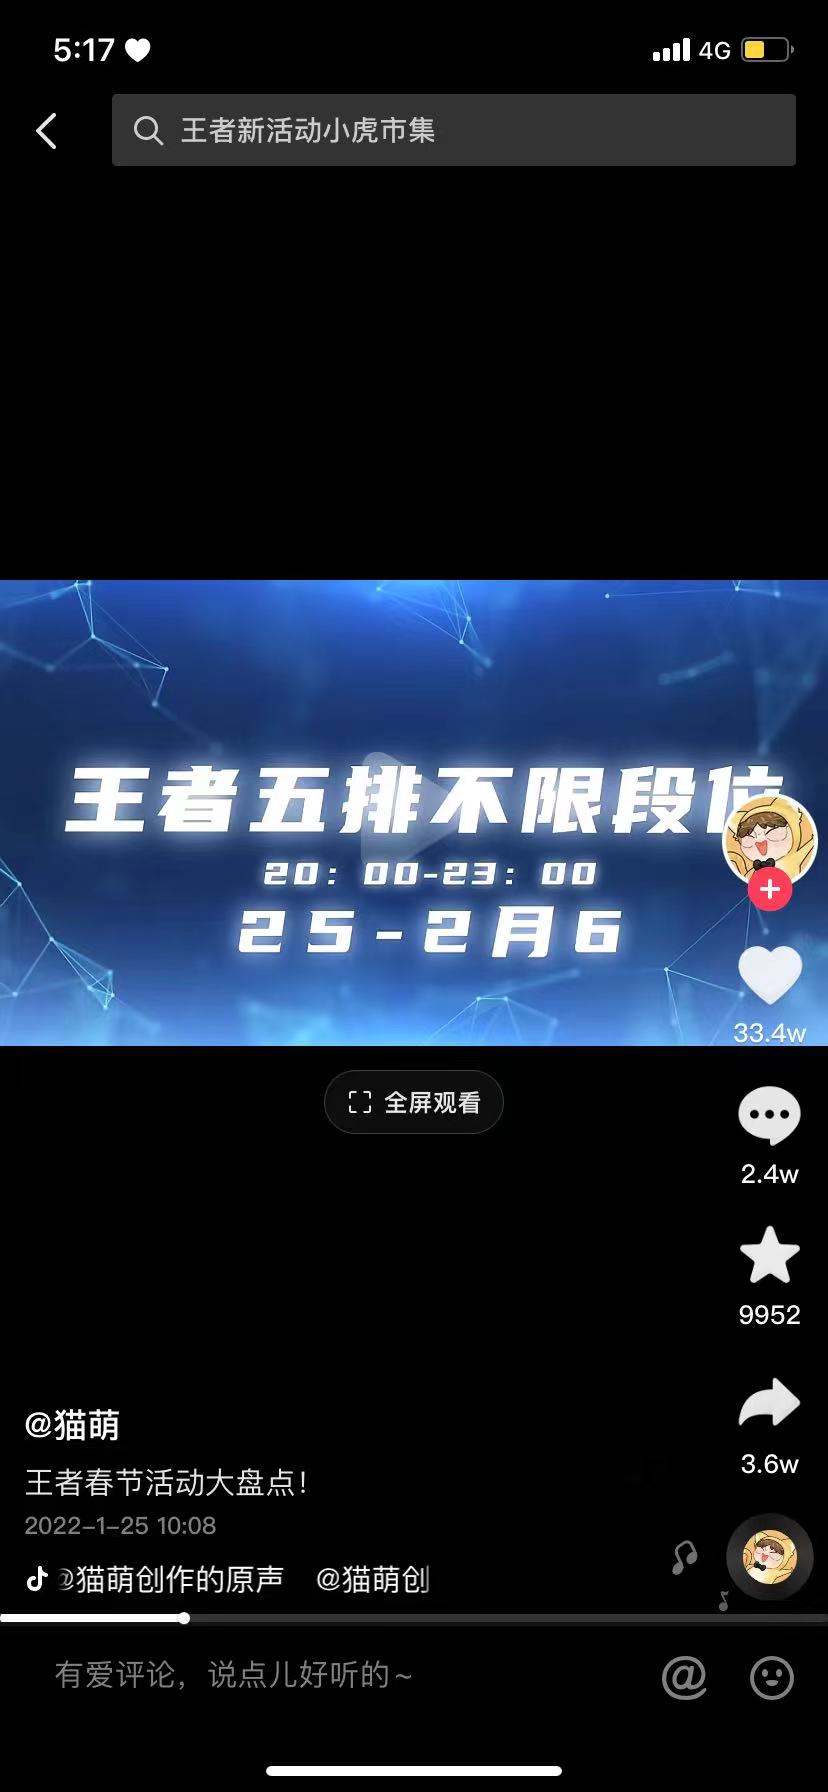 5:17
4G
王者新活动小虎市集
王者五排不限段位
20：00-23：00
25-2月6
33.4w
全屏观看
2.4w
9952
3.6w
@猫萌
王者春节活动大盘点！
2022-1-25 10:08
@猫萌创作的原声 @猫萌创
有爱评论，说点儿好听的~